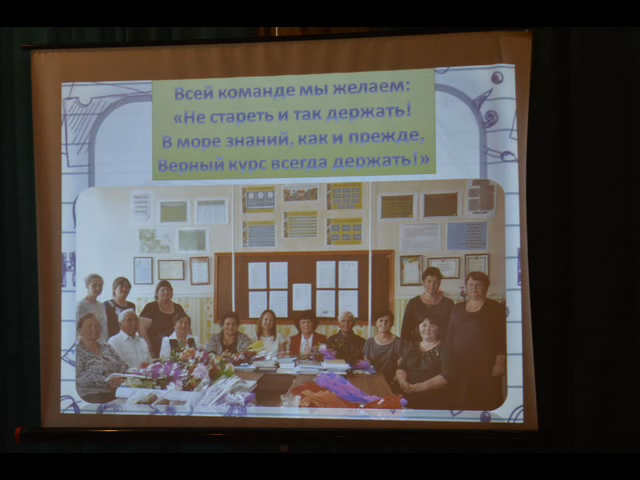 Всей команде мы желаем:
«Не стареть и так держать!
В море знаний, как и прежде,
Верный курс всегда держать!»